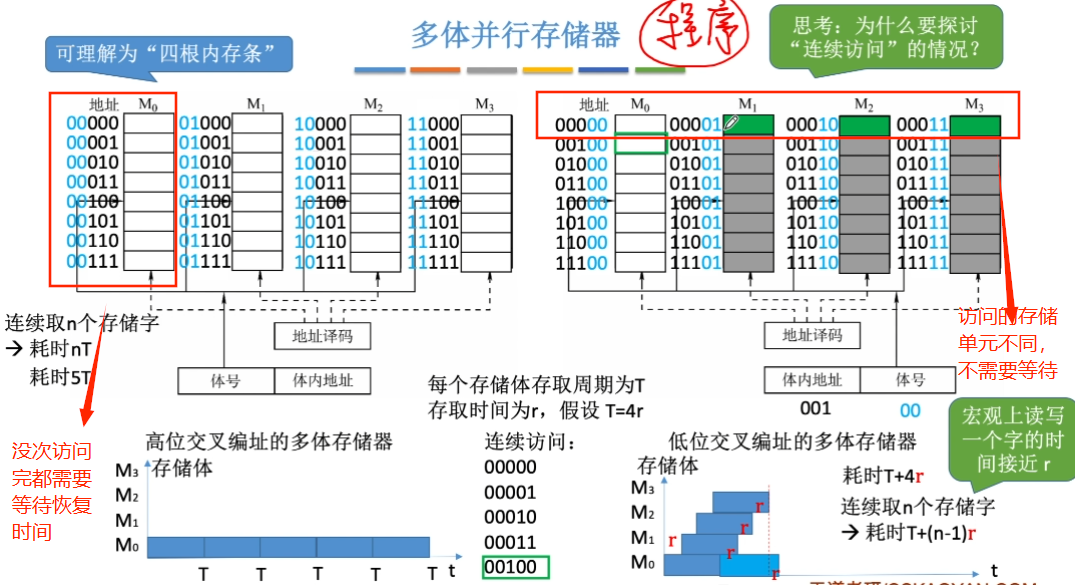 多体并行存储器
程序
可理解为“四根内存条”
思考：为什么要探讨
“连续访问”的情况？
地址 M₀ M₁ M₂ M₃
00000 01000 10000 11000
00001 01001 10001 11001
00010 01010 10010 11010
00011 01011 10011 11011
00100 01100 10100 11100
00101 01101 10101 11101
00110 01110 10110 11110
00111 01111 10111 11111
地址译码
体号 体内地址
连续取n个存储字
→ 耗时nT
耗时5T
没次访问
完都需要
等待恢复
时间
地址 M₀ M₁ M₂ M₃
00000 00001 00010 00011
00100 00101 00110 00111
01000 01001 01010 01011
01100 01101 01110 01111
10000 10001 10010 10011
10100 10101 10110 10111
11000 11001 11010 11011
11100 11101 11110 11111
地址译码
体内地址 体号
001 00
访问的存储
单元不同，
不需要等待
每个存储体存取周期为T
存取时间为r，假设 T=4r
高位交叉编址的多体存储器
存储体
M₃
M₂
M₁
M₀
T T T T T t
连续访问：
00000
00001
00010
00011
00100
低位交叉编址的多体存储器
存储体
M₃
M₂
M₁
M₀
r r r r r t
耗时T+4r
连续取n个存储字
→ 耗时T+(n-1)r
宏观上读写
一个字的时
间接近 r